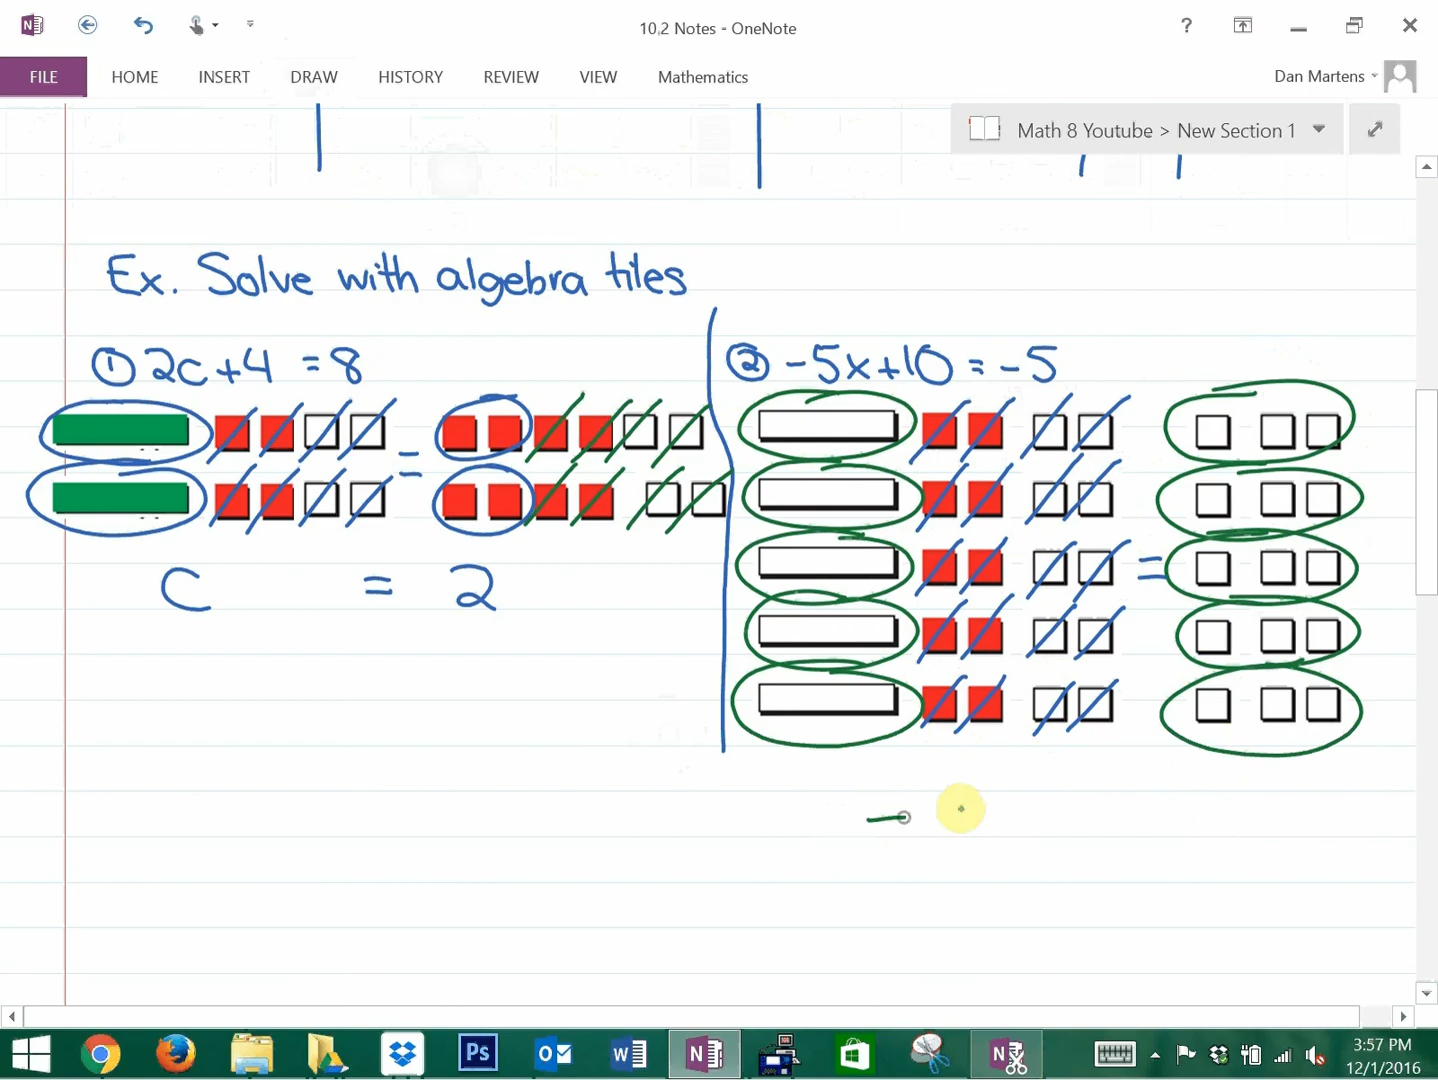 10.2 Notes - OneNote
?
FILE HOME INSERT DRAW HISTORY REVIEW VIEW Mathematics
Dan Martens
Math 8 Youtube > New Section 1
Ex. Solve with algebra tiles
① 2c+4 = 8
② -5x+10 = -5
=
=
c = 2
Ps
3:57 PM
12/1/2016